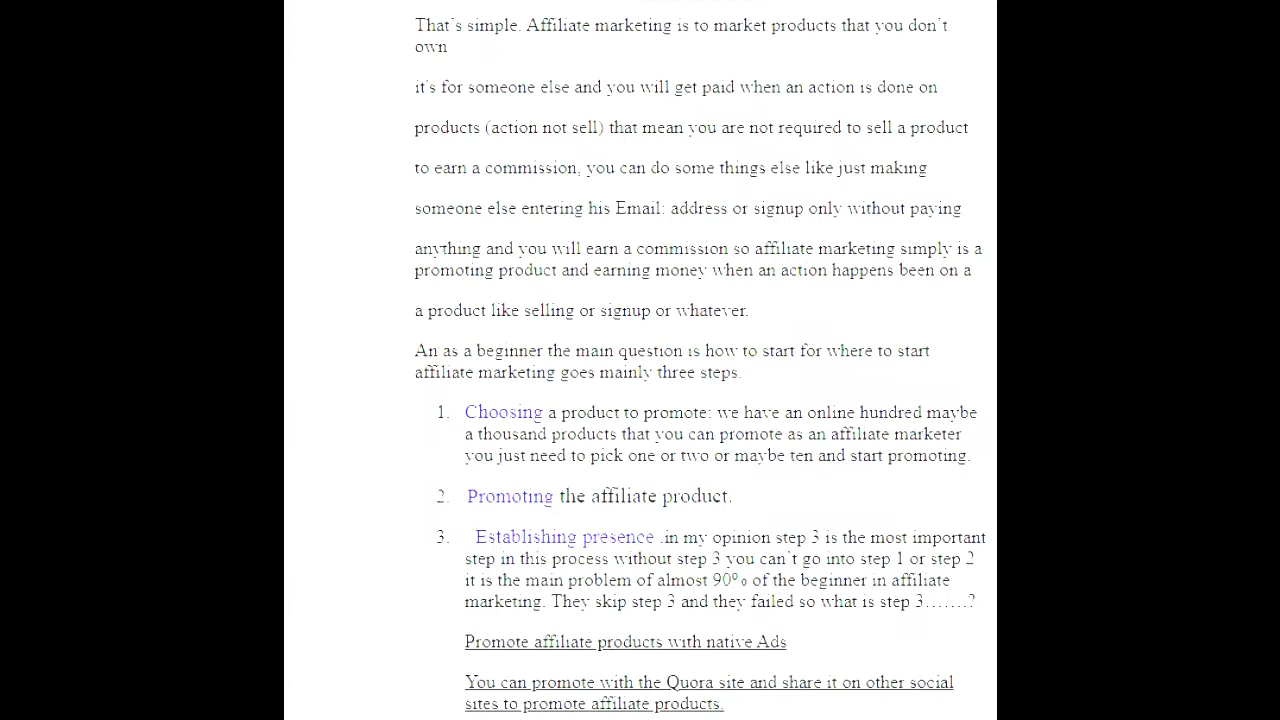 That's simple. Affiliate marketing is to market products that you don't
own
it's for someone else and you will get paid when an action is done on
products (action not sell) that mean you are not required to sell a product
to earn a commission, you can do some things else like just making
someone else entering his Email: address or signup only without paying
anything and you will earn a commission so affiliate marketing simply is a
promoting product and earning money when an action happens been on a
a product like selling or signup or whatever.
An as a beginner the main question is how to start for where to start
affiliate marketing goes mainly three steps.
1. Choosing a product to promote: we have an online hundred maybe
a thousand products that you can promote as an affiliate marketer
you just need to pick one or two or maybe ten and start promoting.
2. Promoting the affiliate product.
3. Establishing presence .in my opinion step 3 is the most important
step in this process without step 3 you can't go into step 1 or step 2
it is the main problem of almost 90% of the beginner in affiliate
marketing. They skip step 3 and they failed so what is step 3…….?
Promote affiliate products with native Ads
You can promote with the Quora site and share it on other social
sites to promote affiliate products.